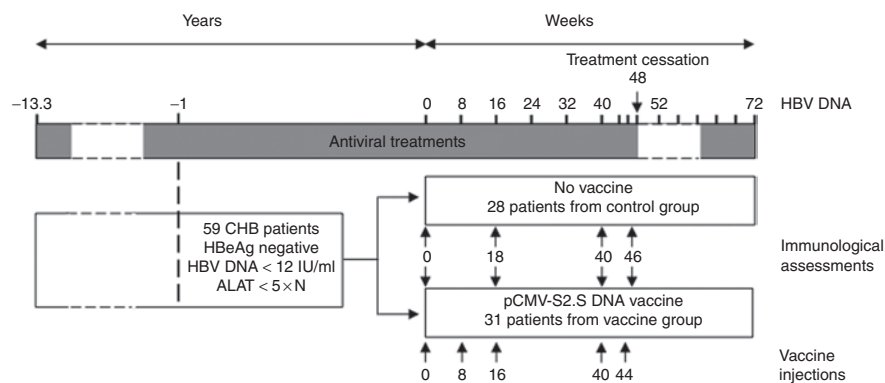 Years Weeks
Treatment cessation
48
−13.3 −1 0 8 16 24 32 40 52 72 HBV DNA
Antiviral treatments
No vaccine
28 patients from control group
59 CHB patients
HBeAg negative
HBV DNA < 12 IU/ml
ALAT < 5×N
0 18 40 46
Immunological
assessments
pCMV-S2.S DNA vaccine
31 patients from vaccine group
0 8 16 40 44
Vaccine
injections